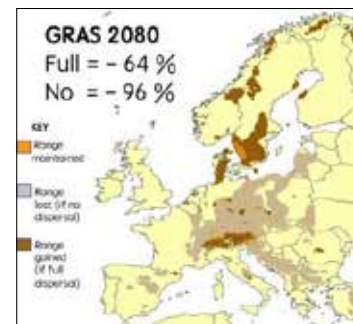 GRAS 2080
Full = – 64 %
No = – 96 %
KEY
Range
maintained
Range
lost (if no
dispersal)
Range
gained
(if full
dispersal)